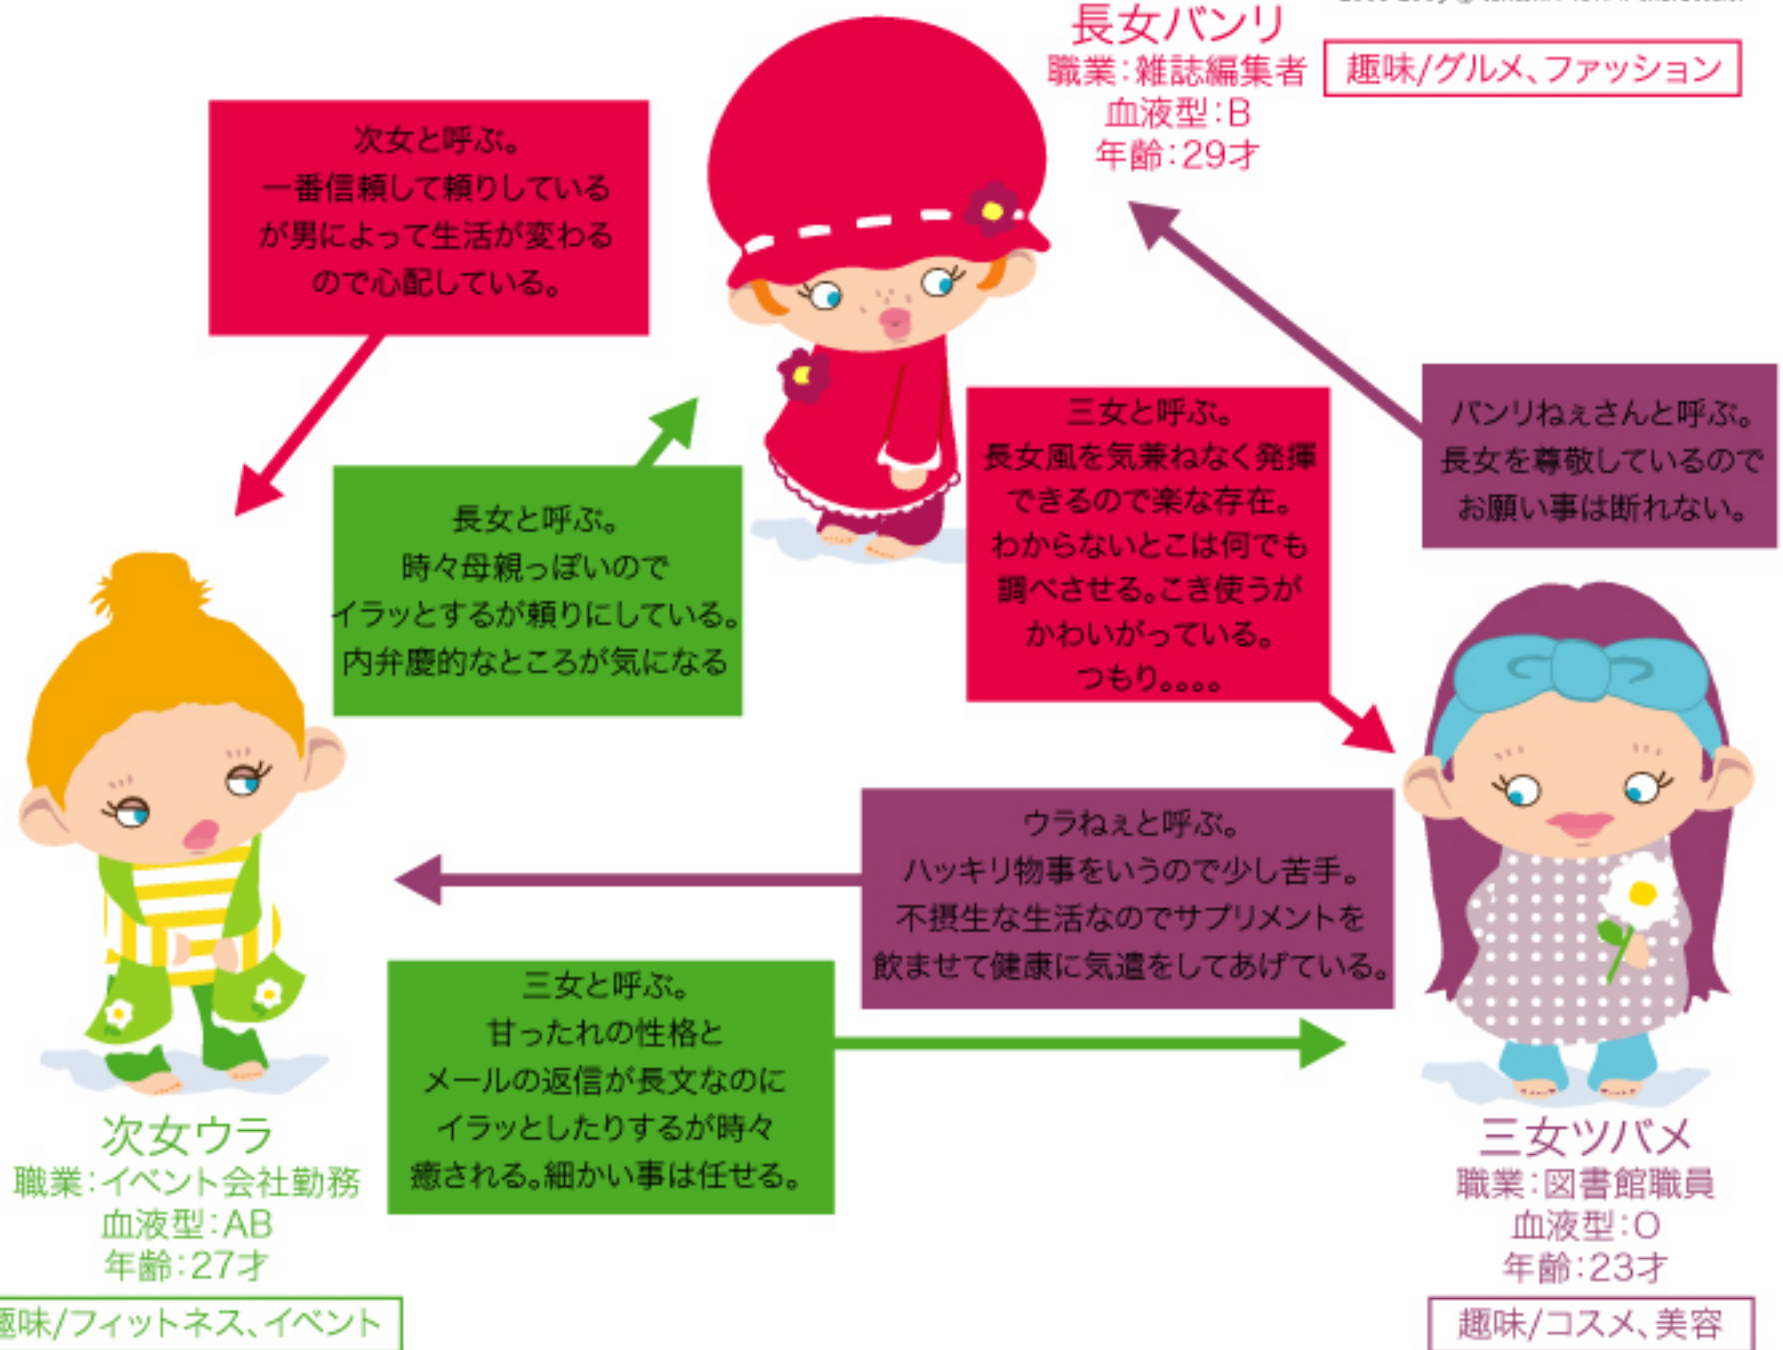 長女バンリ
職業：雑誌編集者
血液型：B
年齢：29才
趣味/グルメ、ファッション
次女と呼ぶ。
一番信頼して頼りしている
が男によって生活が変わる
ので心配している。
長女と呼ぶ。
時々母親っぽいので
イラッとするが頼りにしている。
内弁慶的なところが気になる
三女と呼ぶ。
長女風を気兼ねなく発揮
できるので楽な存在。
わからないとこは何でも
調べさせる。こき使うが
かわいがっている。
つもり。。。。
バンリねぇさんと呼ぶ。
長女を尊敬しているので
お願い事は断れない。
ウラねぇと呼ぶ。
ハッキリ物事をいうので少し苦手。
不摂生な生活なのでサプリメントを
飲ませて健康に気遣をしてあげている。
三女と呼ぶ。
甘ったれの性格と
メールの返信が長文なのに
イラッとしたりするが時々
癒される。細かい事は任せる。
次女ウラ
職業：イベント会社勤務
血液型：AB
年齢：27才
趣味/フィットネス、イベント
三女ツバメ
職業：図書館職員
血液型：O
年齢：23才
趣味/コスメ、美容